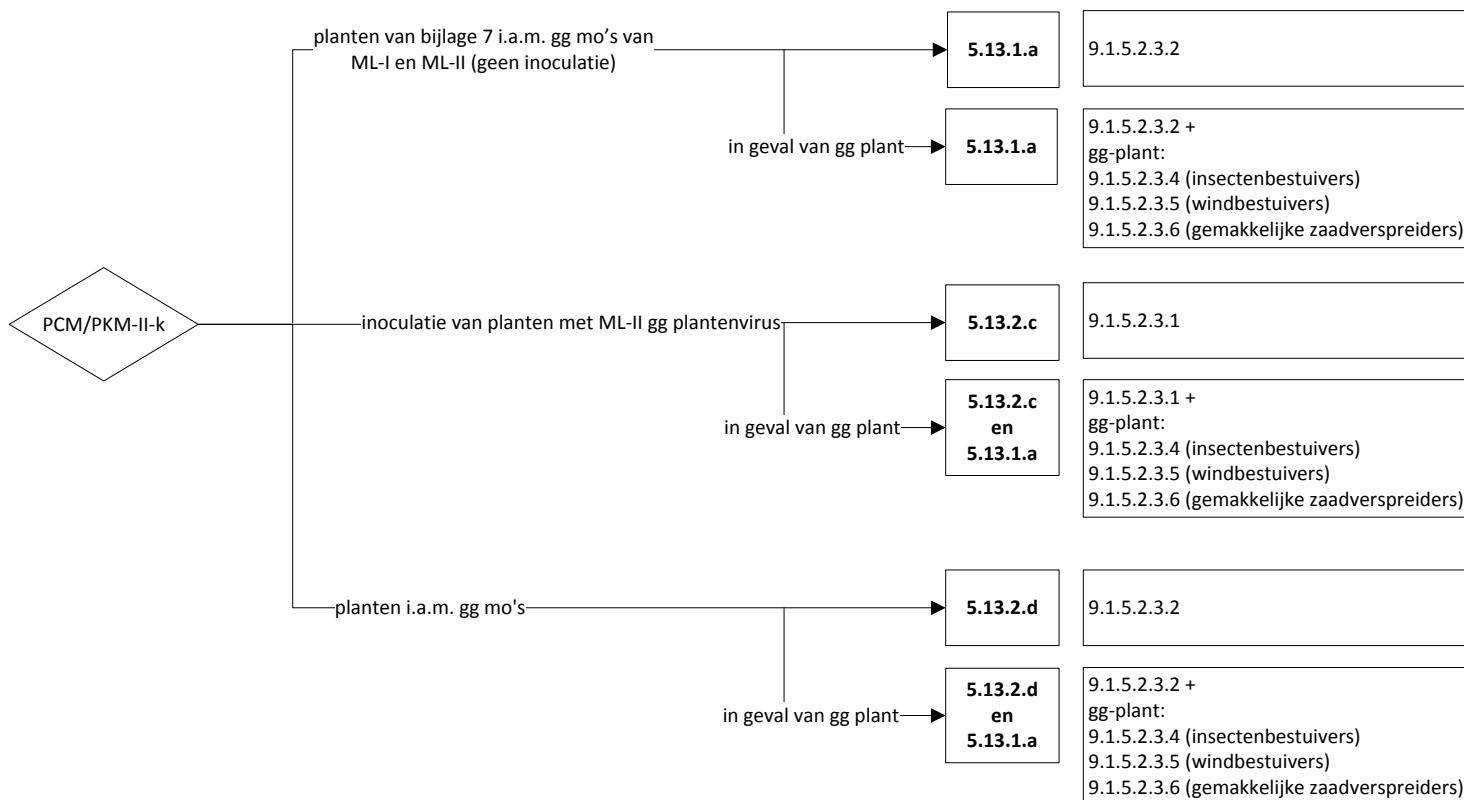 planten van bijlage 7 i.a.m. gg mo’s van
ML-I en ML-II (geen inoculatie)
5.13.1.a
9.1.5.2.3.2
in geval van gg plant
5.13.1.a
9.1.5.2.3.2 +
gg-plant:
9.1.5.2.3.4 (insectenbestuivers)
9.1.5.2.3.5 (windbestuivers)
9.1.5.2.3.6 (gemakkelijke zaadverspreiders)
PCM/PKM-II-k
inoculatie van planten met ML-II gg plantenvirus
5.13.2.c
9.1.5.2.3.1
in geval van gg plant
5.13.2.c
en
5.13.1.a
9.1.5.2.3.1 +
gg-plant:
9.1.5.2.3.4 (insectenbestuivers)
9.1.5.2.3.5 (windbestuivers)
9.1.5.2.3.6 (gemakkelijke zaadverspreiders)
planten i.a.m. gg mo's
5.13.2.d
9.1.5.2.3.2
in geval van gg plant
5.13.2.d
en
5.13.1.a
9.1.5.2.3.2 +
gg-plant:
9.1.5.2.3.4 (insectenbestuivers)
9.1.5.2.3.5 (windbestuivers)
9.1.5.2.3.6 (gemakkelijke zaadverspreiders)